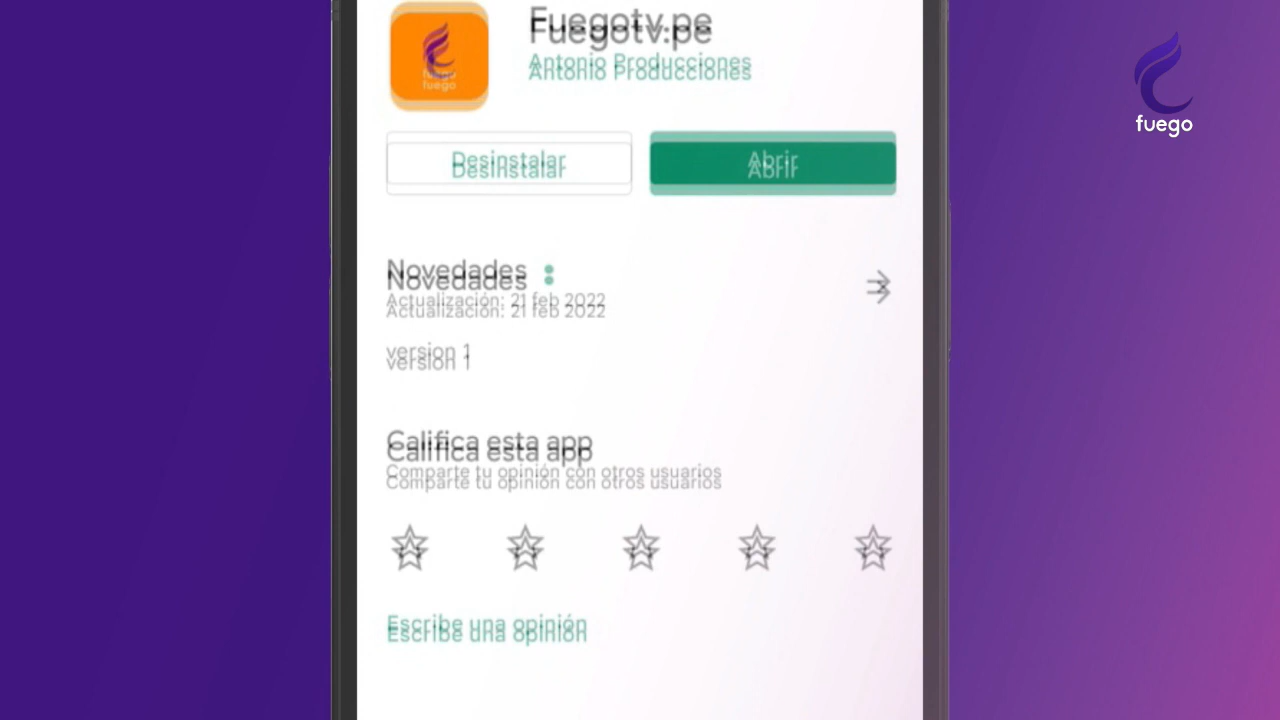 Fuegotv.pe
Antonio Producciones
fuego
Desinstalar
Abrir
Novedades
Actualización: 21 feb 2022
version 1
Califica esta app
Comparte tu opinión con otros usuarios
Escribe una opinión
fuego